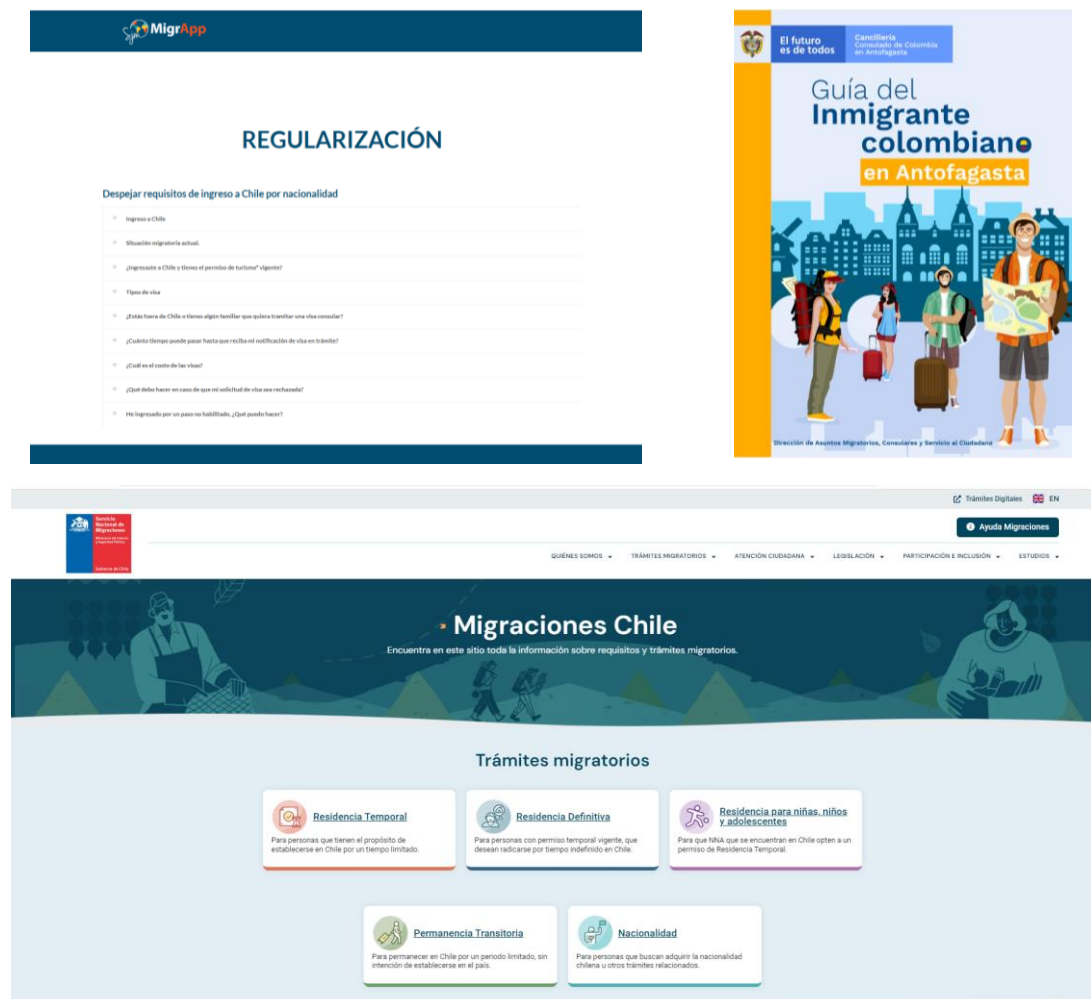 sjm MigrApp
REGULARIZACIÓN
Despejar requisitos de ingreso a Chile por nacionalidad
+ Ingreso a Chile
+ Situación migratoria actual.
+ ¿Ingresaste a Chile y tienes el permiso de turismo* vigente?
+ Tipos de visa
+ ¿Estás fuera de Chile o tienes algún familiar que quiera tramitar una visa consular?
+ ¿Cuánto tiempo puede pasar hasta que reciba mi notificación de visa en trámite?
+ ¿Cuál es el costo de las visas?
+ ¿Qué debo hacer en caso de que mi solicitud de visa sea rechazada?
+ He ingresado por un paso no habilitado, ¿Qué puedo hacer?
El futuro
es de todos
Cancillería
Consulado de Colombia
en Antofagasta
Guía del
Inmigrante
colombiano
en Antofagasta
Dirección de Asuntos Migratorios, Consulares y Servicio al Ciudadano
Trámites Digitales EN
Servicio
Nacional de
Migraciones
Ministerio del Interior
y Seguridad Pública
Gobierno de Chile
Ayuda Migraciones
QUIÉNES SOMOS TRÁMITES MIGRATORIOS ATENCIÓN CIUDADANA LEGISLACIÓN PARTICIPACIÓN E INCLUSIÓN ESTUDIOS
Migraciones Chile
Encuentra en este sitio toda la información sobre requisitos y trámites migratorios.
Trámites migratorios
Residencia Temporal
Para personas que tienen el propósito de
establecerse en Chile por un tiempo limitado.
Residencia Definitiva
Para personas con permiso temporal vigente, que
desean radicarse por tiempo indefinido en Chile.
Residencia para niñas, niños
y adolescentes
Para que NNA que se encuentran en Chile opten a un
permiso de Residencia Temporal.
Permanencia Transitoria
Para permanecer en Chile por un periodo limitado, sin
intención de establecerse en el país.
Nacionalidad
Para personas que buscan adquirir la nacionalidad
chilena u otros trámites relacionados.